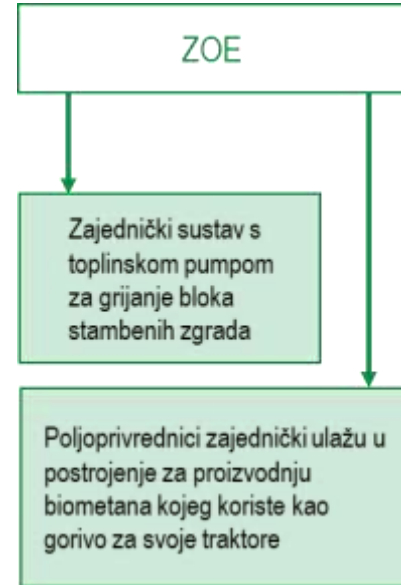 ZOE
Zajednički sustav s
toplinskom pumpom
za grijanje bloka
stambenih zgrada
Poljoprivrednici zajednički ulažu u
postrojenje za proizvodnju
biometana kojeg koriste kao
gorivo za svoje traktore